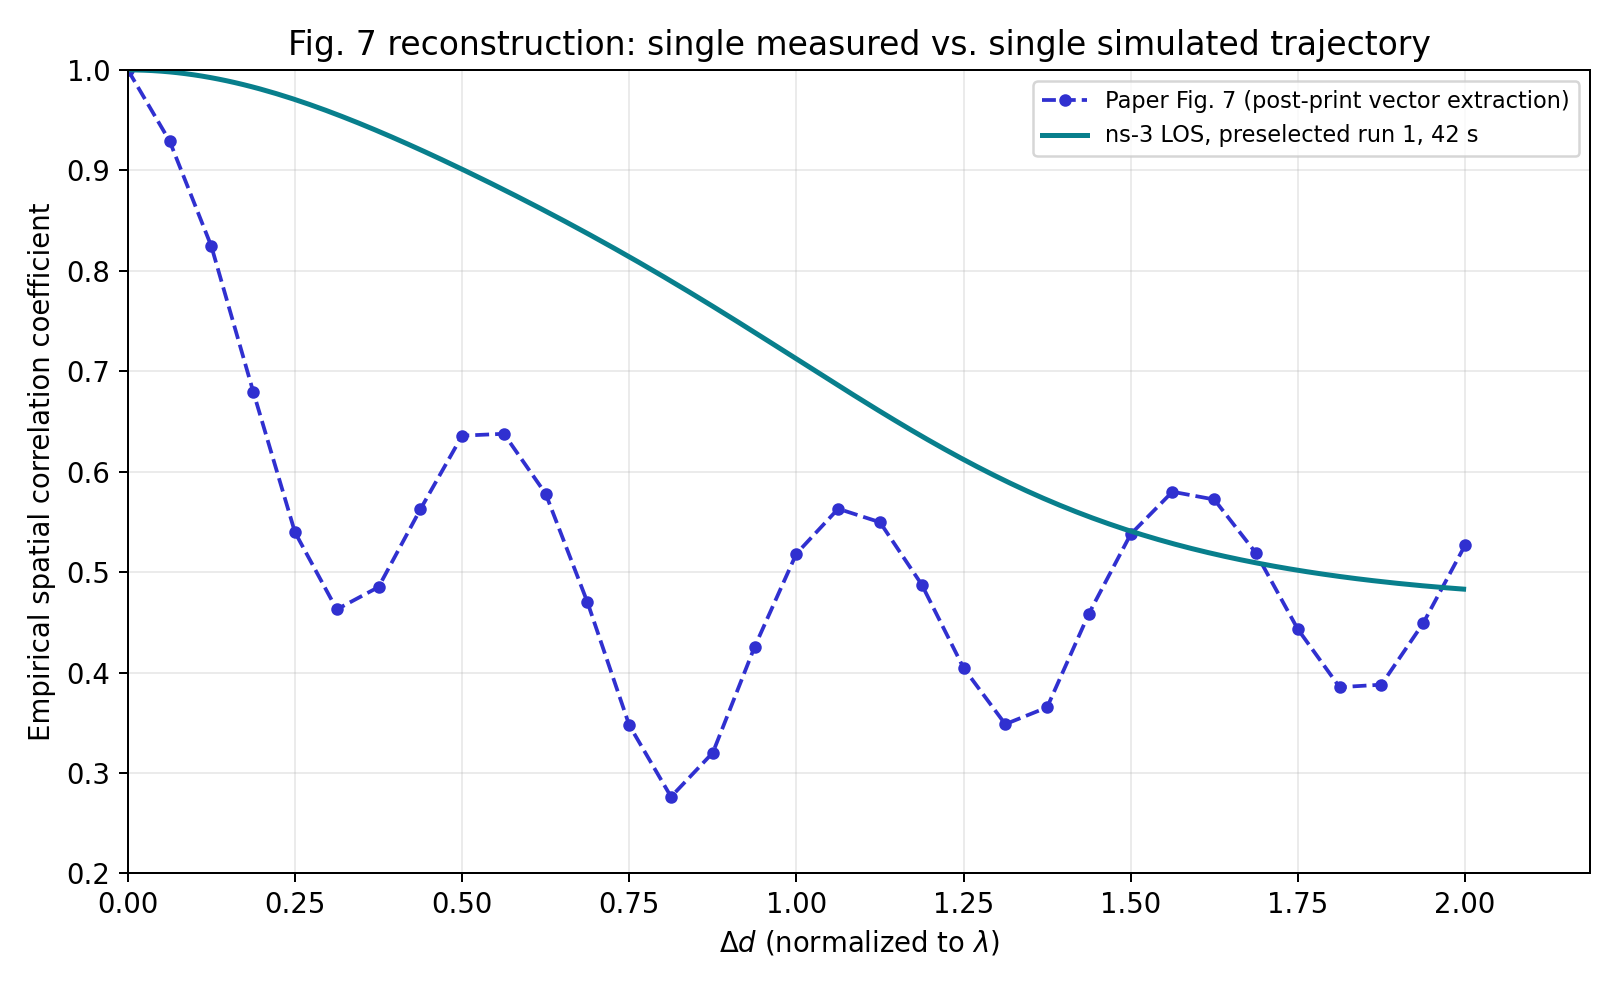 Fig. 7 reconstruction: single measured vs. single simulated trajectory
Paper Fig. 7 (post-print vector extraction)
ns-3 LOS, preselected run 1, 42 s
Empirical spatial correlation coefficient
1.0
0.9
0.8
0.7
0.6
0.5
0.4
0.3
0.2
0.00 0.25 0.50 0.75 1.00 1.25 1.50 1.75 2.00
Δd (normalized to λ)